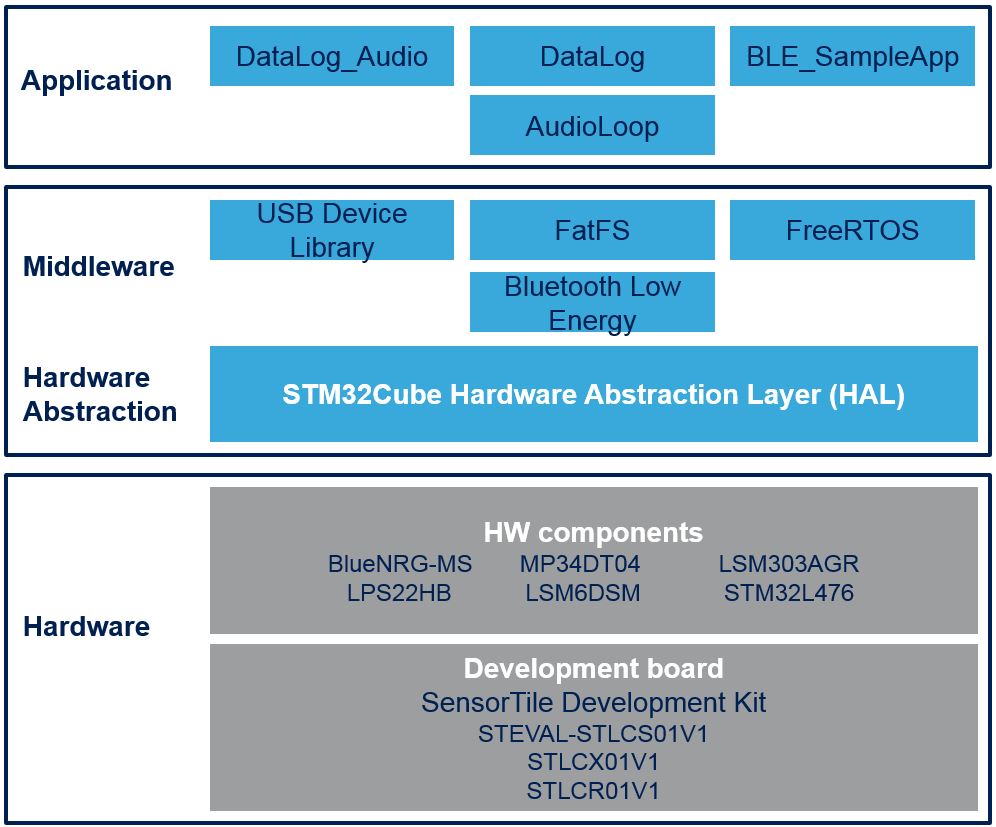 Application
DataLog_Audio
DataLog
BLE_SampleApp
AudioLoop
Middleware
USB Device
Library
FatFS
FreeRTOS
Bluetooth Low
Energy
Hardware
Abstraction
STM32Cube Hardware Abstraction Layer (HAL)
Hardware
HW components
BlueNRG-MS MP34DT04 LSM303AGR
LPS22HB LSM6DSM STM32L476
Development board
SensorTile Development Kit
STEVAL-STLCS01V1
STLCX01V1
STLCR01V1